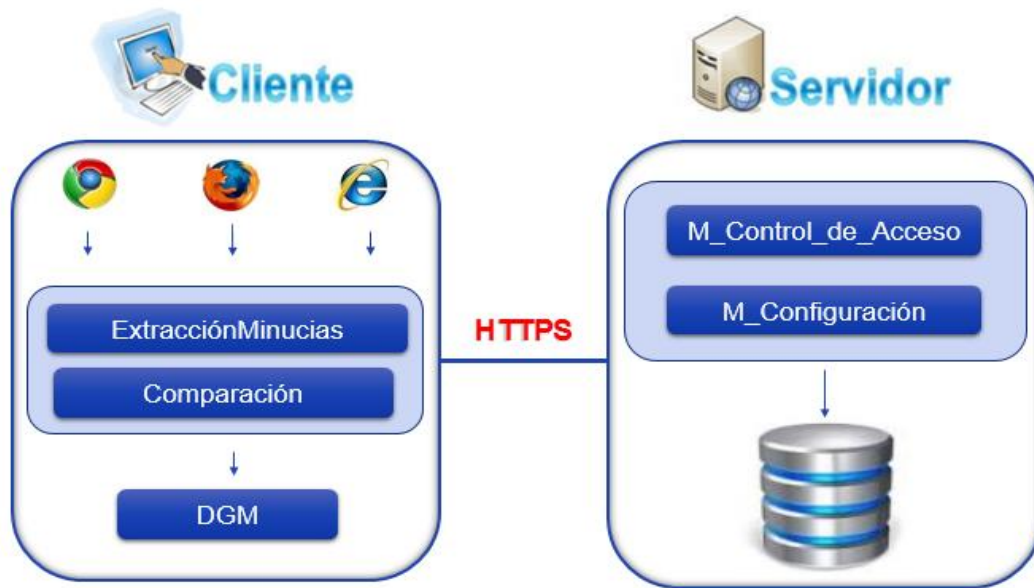 Cliente
Servidor
ExtracciónMinucias
Comparación
DGM
HTTPS
M_Control_de_Acceso
M_Configuración